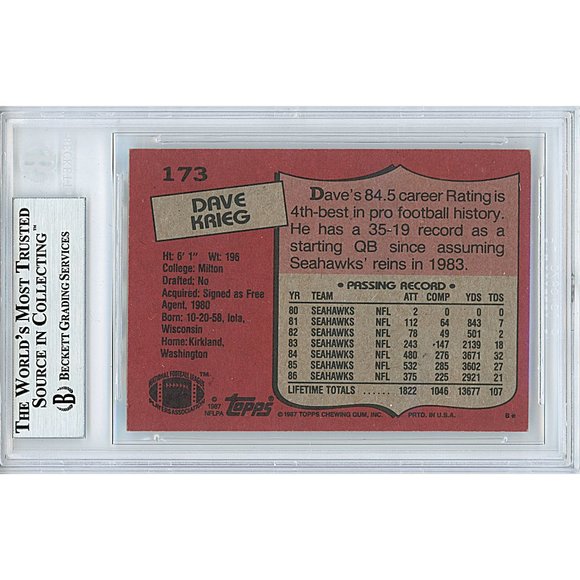 THE WORLD'S MOST TRUSTED
SOURCE IN COLLECTING™
BECKETT GRADING SERVICES
B
173
DAVE
KRIEG
Ht: 6' 1" Wt: 196
College: Milton
Drafted: No
Acquired: Signed as Free
Agent, 1980
Born: 10-20-58, Iola,
Wisconsin
Home: Kirkland,
Washington
Dave's 84.5 career Rating is
4th-best in pro football history.
He has a 35-19 record as a
starting QB since assuming
Seahawks' reins in 1983.
• PASSING RECORD •
YR TEAM ATT COMP YDS TDS
80 SEAHAWKS NFL 2 0 0 0
81 SEAHAWKS NFL 112 64 843 7
82 SEAHAWKS NFL 78 49 501 2
83 SEAHAWKS NFL 243 •147 2139 18
84 SEAHAWKS NFL 480 276 3671 32
85 SEAHAWKS NFL 532 285 3602 27
86 SEAHAWKS NFL 375 225 2921 21
LIFETIME TOTALS ...... 1822 1046 13677 107
NATIONAL FOOTBALL LEAGUE
PLAYERS ASSOCIATION
TM
© 1987
NFLPA
Topps
© 1987 TOPPS CHEWING GUM, INC. PRTD. IN U.S.A.